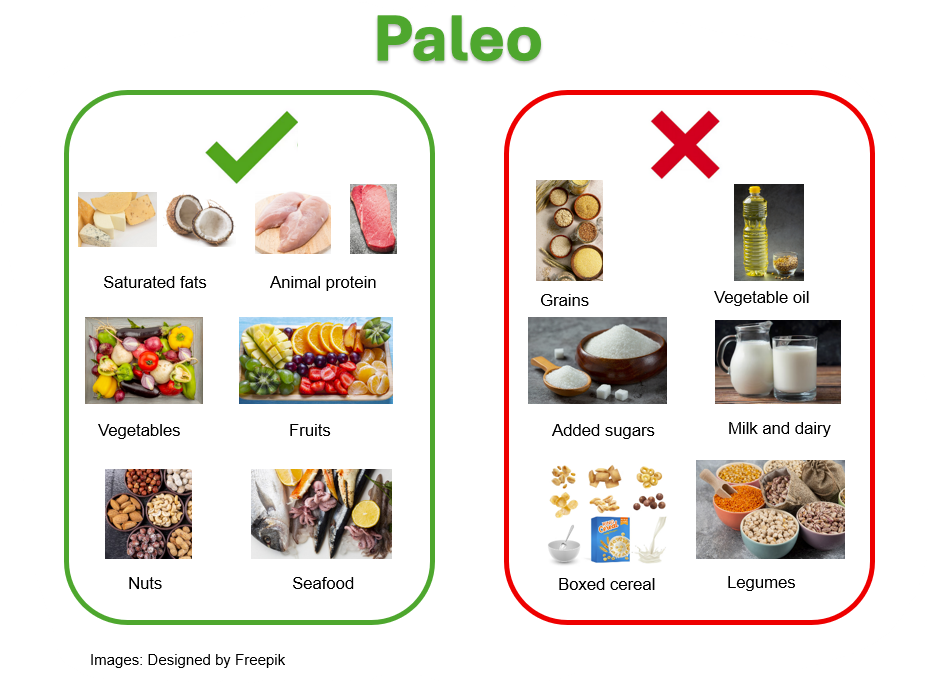 Paleo
Saturated fats
Animal protein
Vegetables
Fruits
Nuts
Seafood
Grains
Vegetable oil
Added sugars
Milk and dairy
Boxed cereal
Legumes
Images: Designed by Freepik